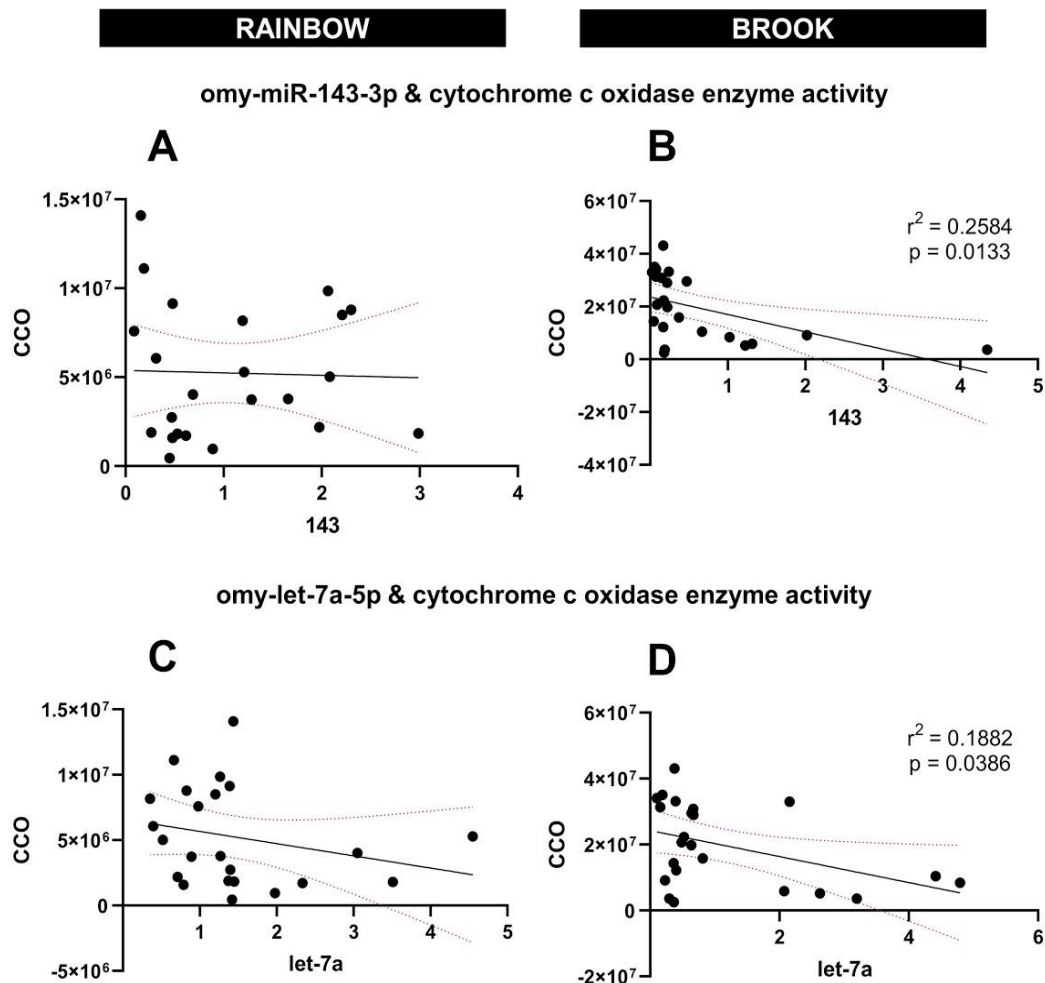 RAINBOW BROOK
omy-miR-143-3p & cytochrome c oxidase enzyme activity
A
1.5×10⁷
1×10⁷
5×10⁶
0
CCO
0 1 2 3 4
143
B
6×10⁷
4×10⁷
2×10⁷
0
-2×10⁷
-4×10⁷
CCO
r² = 0.2584
p = 0.0133
1 2 3 4 5
143
omy-let-7a-5p & cytochrome c oxidase enzyme activity
C
1.5×10⁷
1×10⁷
5×10⁶
0
-5×10⁶
CCO
1 2 3 4 5
let-7a
D
6×10⁷
4×10⁷
2×10⁷
0
-2×10⁷
CCO
r² = 0.1882
p = 0.0386
2 4 6
let-7a